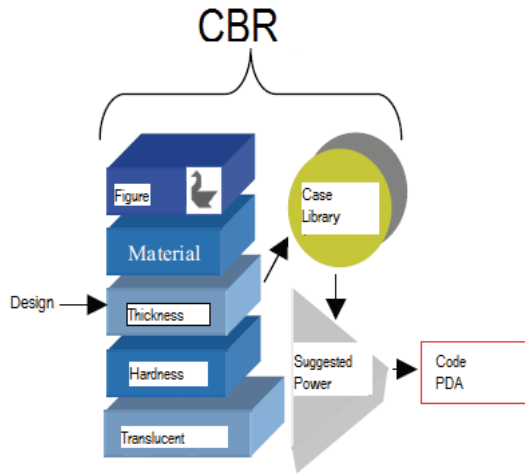 CBR
Figure
Material
Design
Thickness
Hardness
Translucent
Case
Library
Suggested
Power
Code
PDA